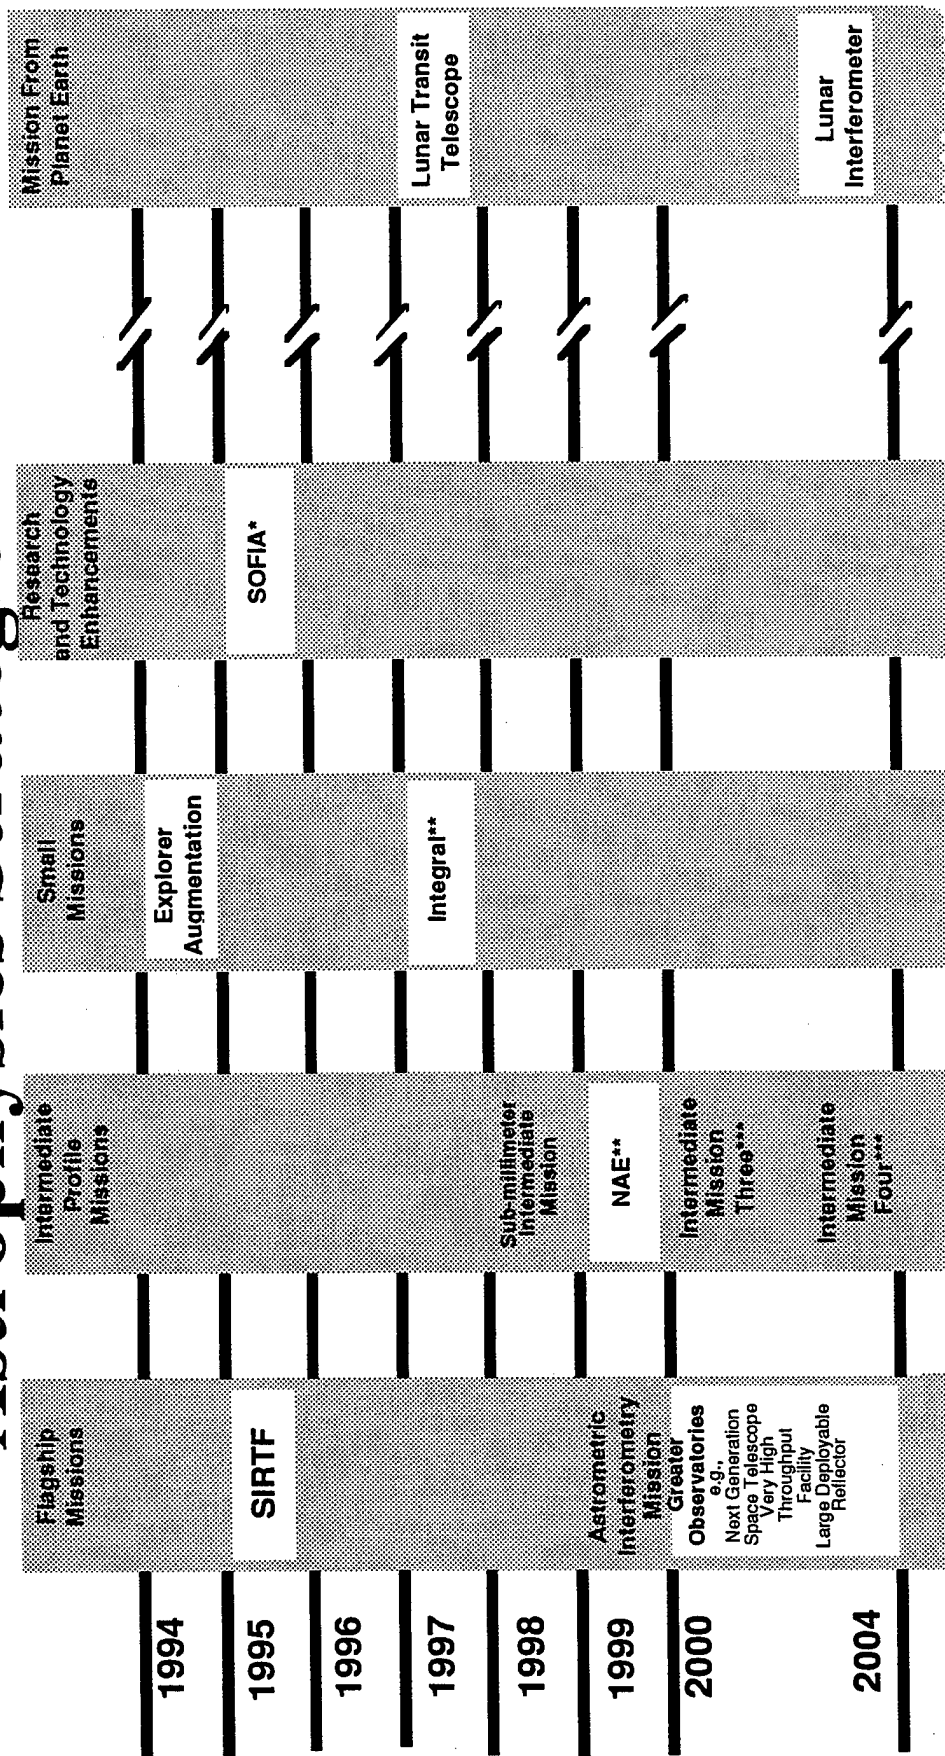 Flagship
Missions
Intermediate
Profile
Missions
Small
Missions
Research
and Technology
Enhancements
Mission From
Planet Earth
1994
Explorer
Augmentation
1995
SIRTF
SOFIA*
1996
1997
Integral**
Lunar Transit
Telescope
1998
Sub-millimeter
Intermediate
Mission
1999
Astrometric
Interferometry
Mission
NAE**
2000
Greater
Observatories
e.g.,
Next Generation
Space Telescope
Very High
Throughput
Facility
Large Deployable
Reflector
Intermediate
Mission
Three***
2004
Intermediate
Mission
Four***
Lunar
Interferometer